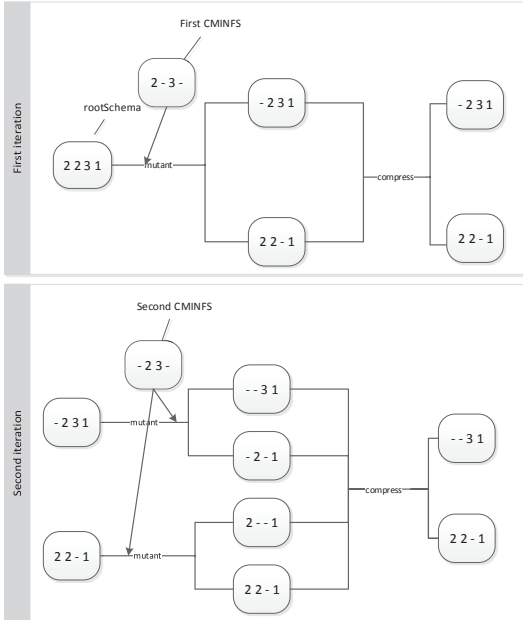 First iteration
First CMINFS
2 - 3 -
rootSchema
2 2 3 1
mutant
- 2 3 1
2 2 - 1
compress
- 2 3 1
2 2 - 1
Second iteration
Second CMINFS
- 2 3 -
- 2 3 1
mutant
- - 3 1
- 2 - 1
2 2 - 1
mutant
2 - - 1
2 2 - 1
compress
- - 3 1
2 2 - 1